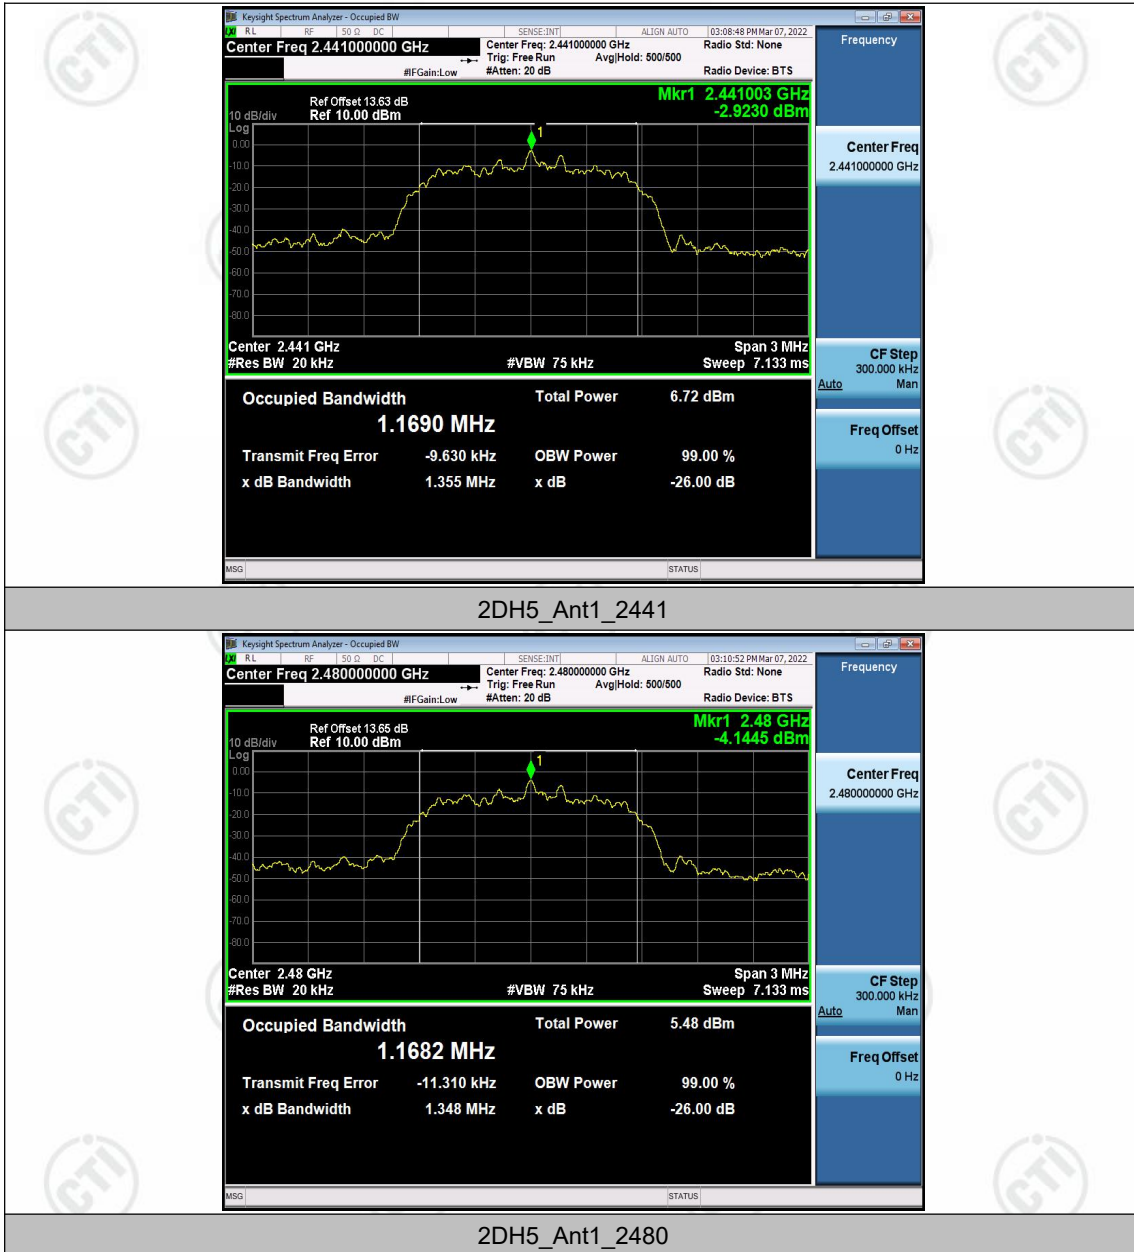 Keysight Spectrum Analyzer - Occupied BW
LXI RL RF 50 Ω DC SENSE:INT ALIGN AUTO 03:08:48 PM Mar 07, 2022
Center Freq 2.441000000 GHz Center Freq: 2.441000000 GHz Radio Std: None Frequency
Trig: Free Run Avg|Hold: 500/500
#IFGain:Low #Atten: 20 dB Radio Device: BTS
Mkr1 2.441003 GHz
-2.9230 dBm
Ref Offset 13.63 dB
10 dB/div Ref 10.00 dBm
Log
1
0.00
-10.0
-20.0
-30.0
-40.0
-50.0
-60.0
-70.0
-80.0
Center Freq
2.441000000 GHz
Center 2.441 GHz Span 3 MHz
#Res BW 20 kHz #VBW 75 kHz Sweep 7.133 ms
CF Step
300.000 kHz
Auto Man
Freq Offset
0 Hz
Occupied Bandwidth Total Power 6.72 dBm
1.1690 MHz
Transmit Freq Error -9.630 kHz OBW Power 99.00 %
x dB Bandwidth 1.355 MHz x dB -26.00 dB
MSG STATUS
2DH5_Ant1_2441
Keysight Spectrum Analyzer - Occupied BW
LXI RL RF 50 Ω DC SENSE:INT ALIGN AUTO 03:10:52 PM Mar 07, 2022
Center Freq 2.480000000 GHz Center Freq: 2.480000000 GHz Radio Std: None Frequency
Trig: Free Run Avg|Hold: 500/500
#IFGain:Low #Atten: 20 dB Radio Device: BTS
Mkr1 2.48 GHz
-4.1445 dBm
Ref Offset 13.65 dB
10 dB/div Ref 10.00 dBm
Log
1
0.00
-10.0
-20.0
-30.0
-40.0
-50.0
-60.0
-70.0
-80.0
Center Freq
2.480000000 GHz
Center 2.48 GHz Span 3 MHz
#Res BW 20 kHz #VBW 75 kHz Sweep 7.133 ms
CF Step
300.000 kHz
Auto Man
Freq Offset
0 Hz
Occupied Bandwidth Total Power 5.48 dBm
1.1682 MHz
Transmit Freq Error -11.310 kHz OBW Power 99.00 %
x dB Bandwidth 1.348 MHz x dB -26.00 dB
MSG STATUS
2DH5_Ant1_2480
CTI
CTI
CTI
CTI
CTI
CTI
CTI
CTI